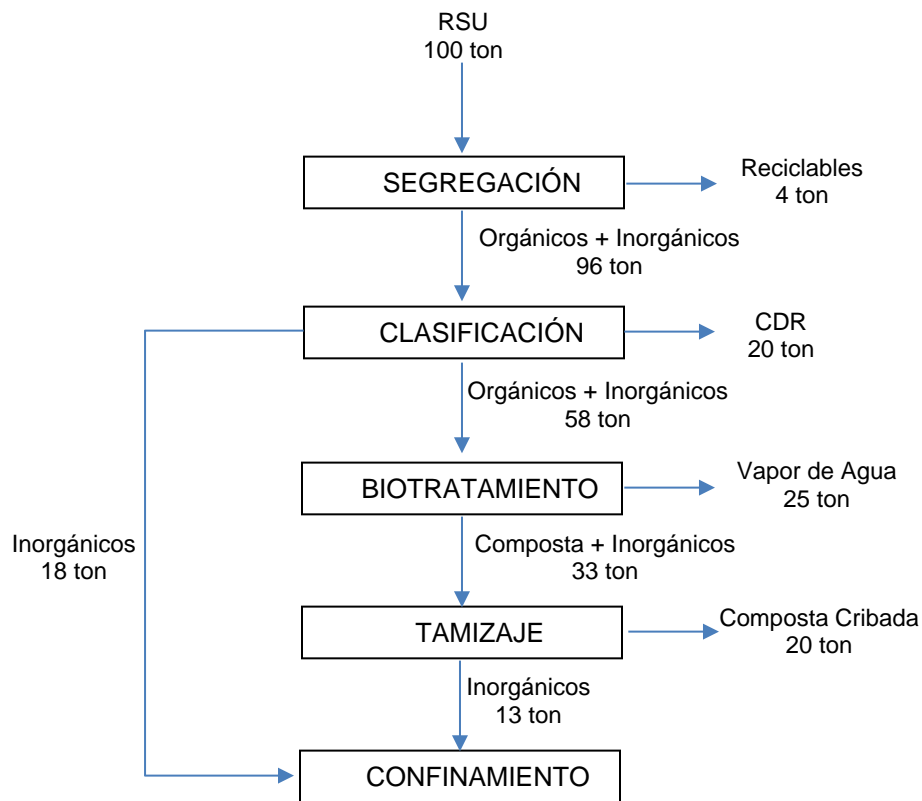 RSU
100 ton
SEGREGACIÓN
Reciclables
4 ton
Orgánicos + Inorgánicos
96 ton
CLASIFICACIÓN
CDR
20 ton
Orgánicos + Inorgánicos
58 ton
BIOTRATAMIENTO
Vapor de Agua
25 ton
Inorgánicos
18 ton
Composta + Inorgánicos
33 ton
TAMIZAJE
Composta Cribada
20 ton
Inorgánicos
13 ton
CONFINAMIENTO